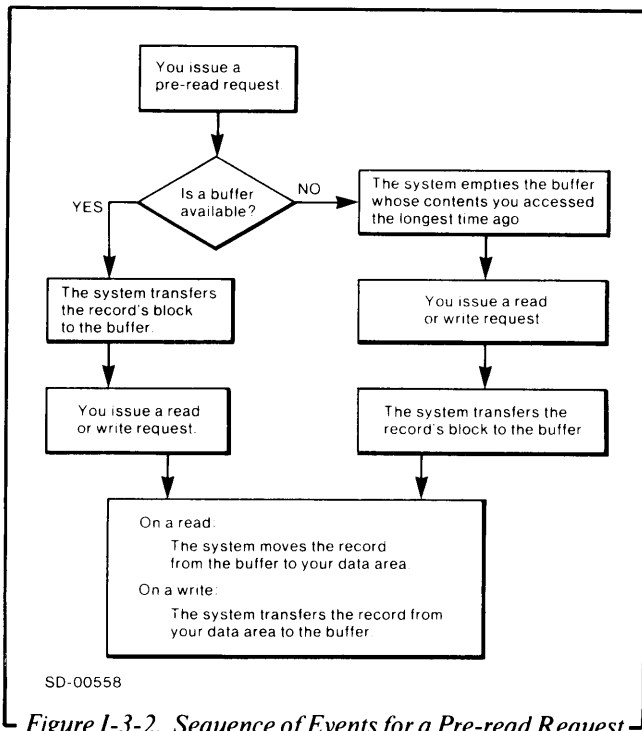 You issue a
pre-read request.
Is a buffer
available?
YES
NO
The system empties the buffer
whose contents you accessed
the longest time ago
The system transfers
the record's block
to the buffer.
You issue a read
or write request.
You issue a read
or write request.
The system transfers the
record's block to the buffer
On a read:
The system moves the record
from the buffer to your data area.
On a write:
The system transfers the record from
your data area to the buffer.
SD-00558
Figure I-3-2. Sequence of Events for a Pre-read Request